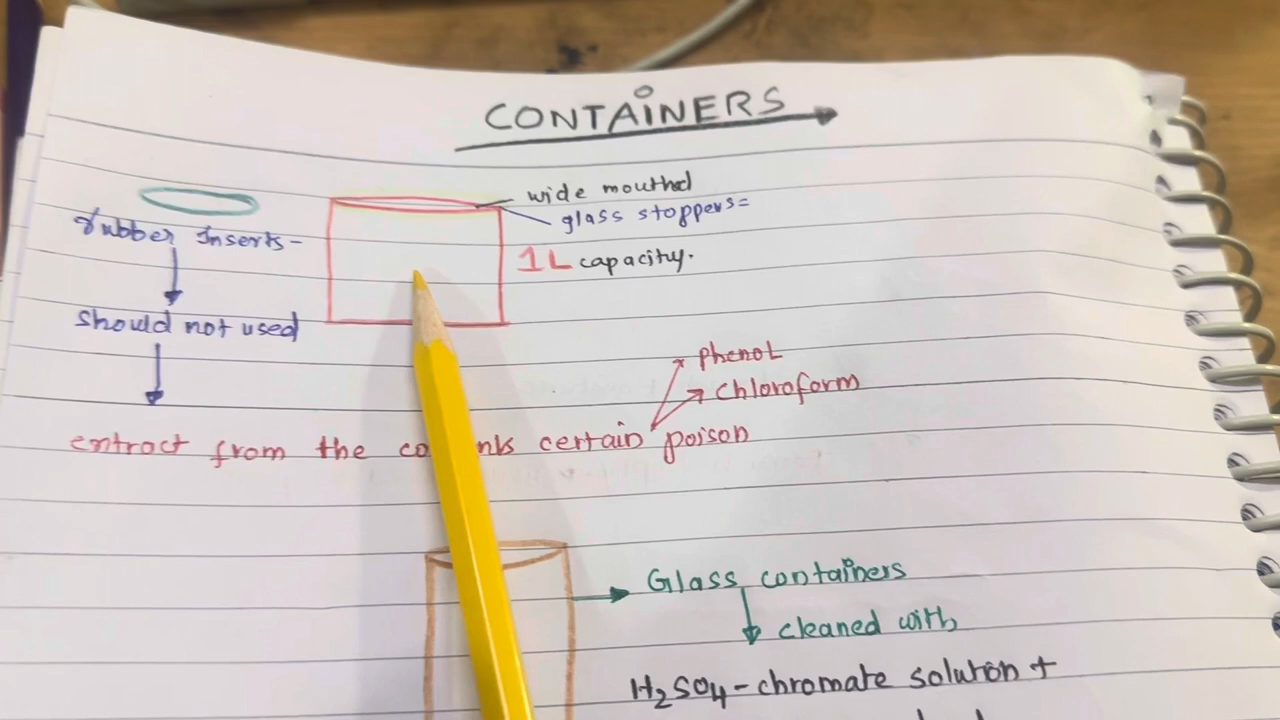 CONTAINERS
wide mouthed
glass stoppers=
1L capacity.
rubber inserts-
should not used
phenol
chloroform
extract from the certain poison
Glass containers
cleaned with
H₂SO₄-chromate solution +